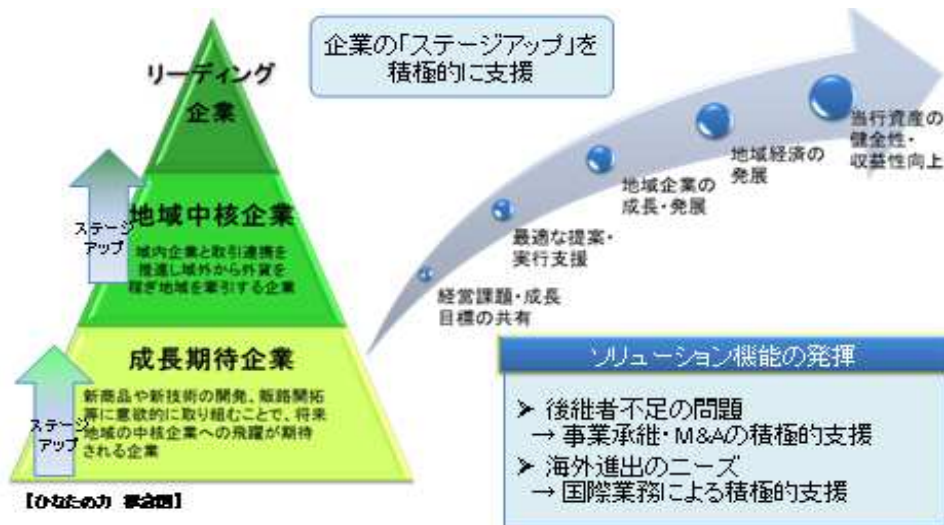 企業の「ステージアップ」を
積極的に支援
リーディング
企業
ステージ
アップ
地域中核企業
域内企業と取引連携を
推進し域外から外貨を
稼ぎ地域を牽引する企業
ステージ
アップ
成長期待企業
新商品や新技術の開発、販路開拓
等に意欲的に取り組むことで、将来
地域の中核企業への飛躍が期待
される企業
【ひなたの力 概念図】
経営課題・成長
目標の共有
最適な提案・
実行支援
地域企業の
成長・発展
地域経済の
発展
当行資産の
健全性・
収益性向上
ソリューション機能の発揮
➢ 後継者不足の問題
→ 事業承継・M&Aの積極的支援
➢ 海外進出のニーズ
→ 国際業務による積極的支援